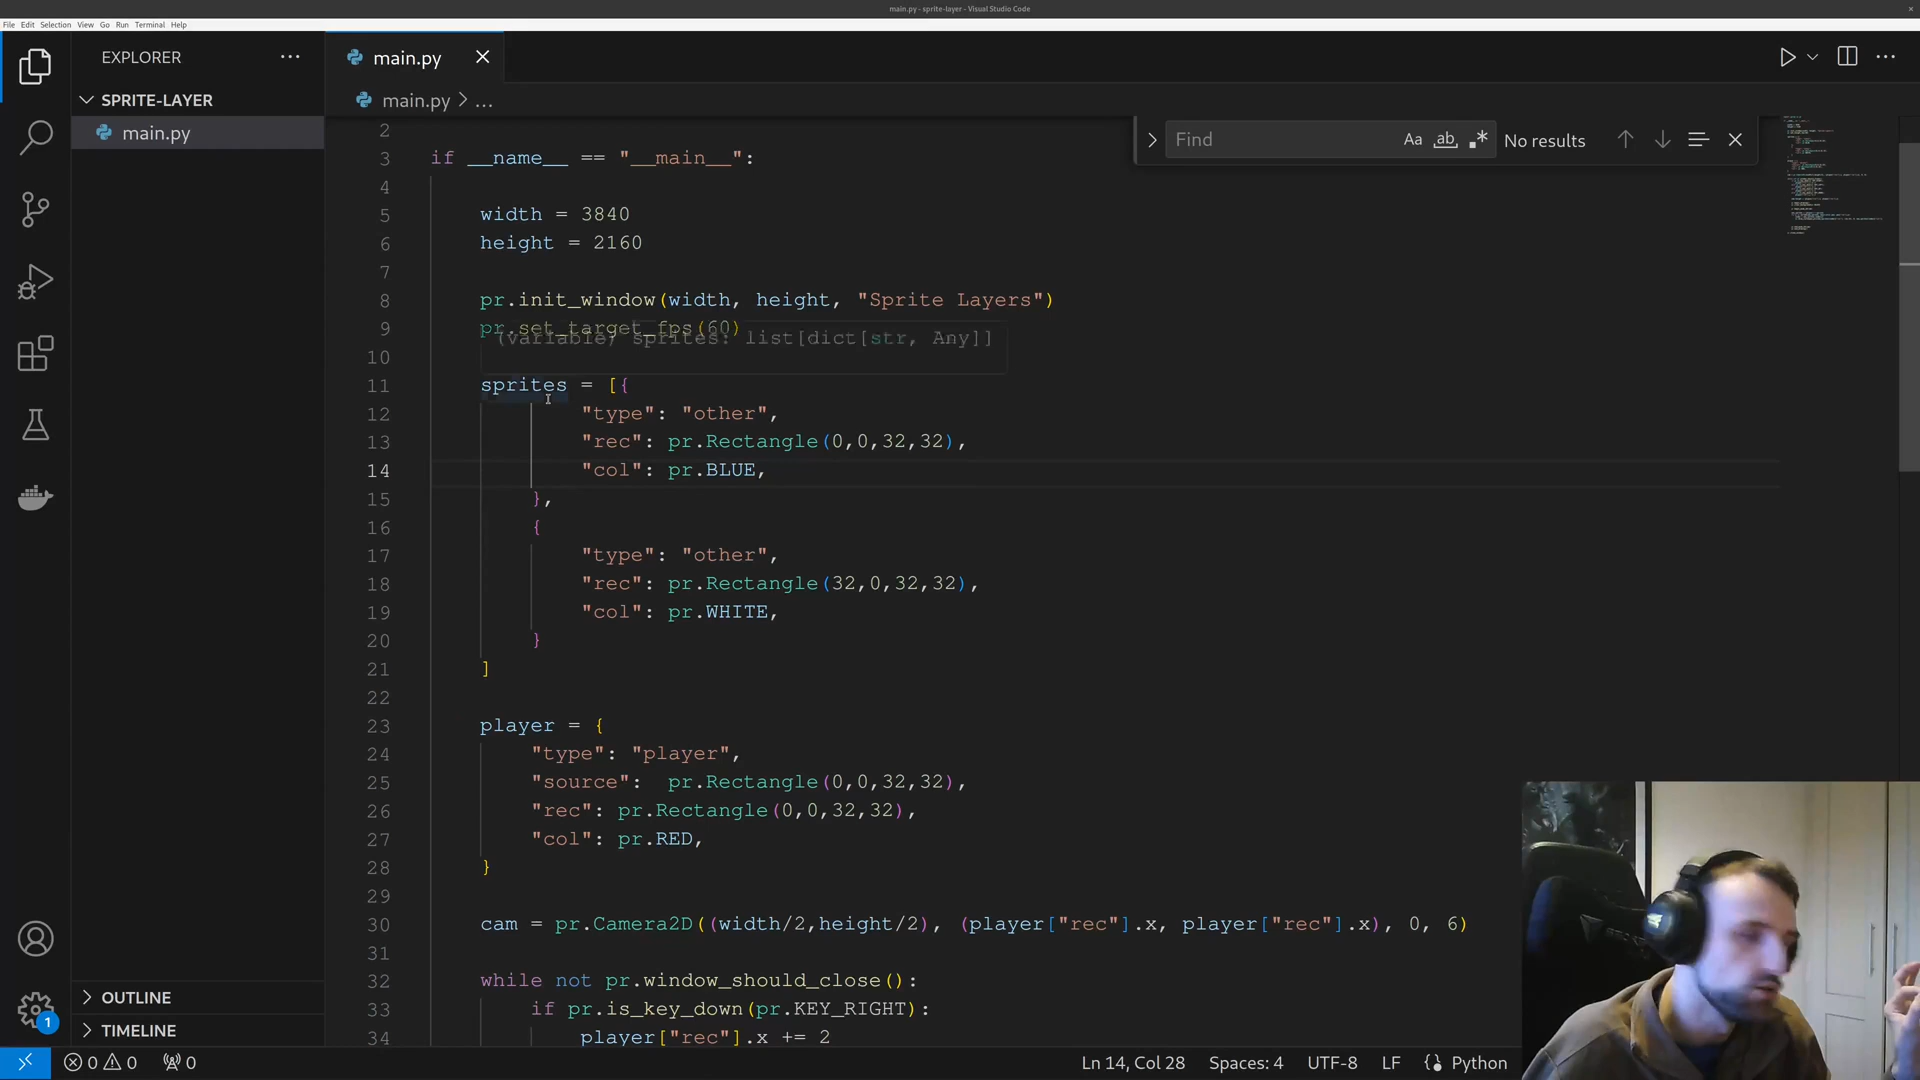 main.py - sprite-layer - Visual Studio Code
File Edit Selection View Go Run Terminal Help
EXPLORER
main.py
SPRITE-LAYER
main.py > ...
main.py
Find
Aa
ab
No results
2
3 if __name__ == "__main__":
4
5 width = 3840
6 height = 2160
7
8 pr.init_window(width, height, "Sprite Layers")
9 pr.set_target_fps(60)
(variable) sprites: list[dict[str, Any]]
10
11 sprites = [{
12 "type": "other",
13 "rec": pr.Rectangle(0,0,32,32),
14 "col": pr.BLUE,
15 },
16 {
17 "type": "other",
18 "rec": pr.Rectangle(32,0,32,32),
19 "col": pr.WHITE,
20 }
21 ]
22
23 player = {
24 "type": "player",
25 "source":  pr.Rectangle(0,0,32,32),
26 "rec": pr.Rectangle(0,0,32,32),
27 "col": pr.RED,
28 }
29
30 cam = pr.Camera2D((width/2,height/2), (player["rec"].x, player["rec"].x), 0, 6)
31
32 while not pr.window_should_close():
33 if pr.is_key_down(pr.KEY_RIGHT):
34 player["rec"].x += 2
OUTLINE
TIMELINE
1
0 0 0
Ln 14, Col 28 Spaces: 4 UTF-8 LF {} Python